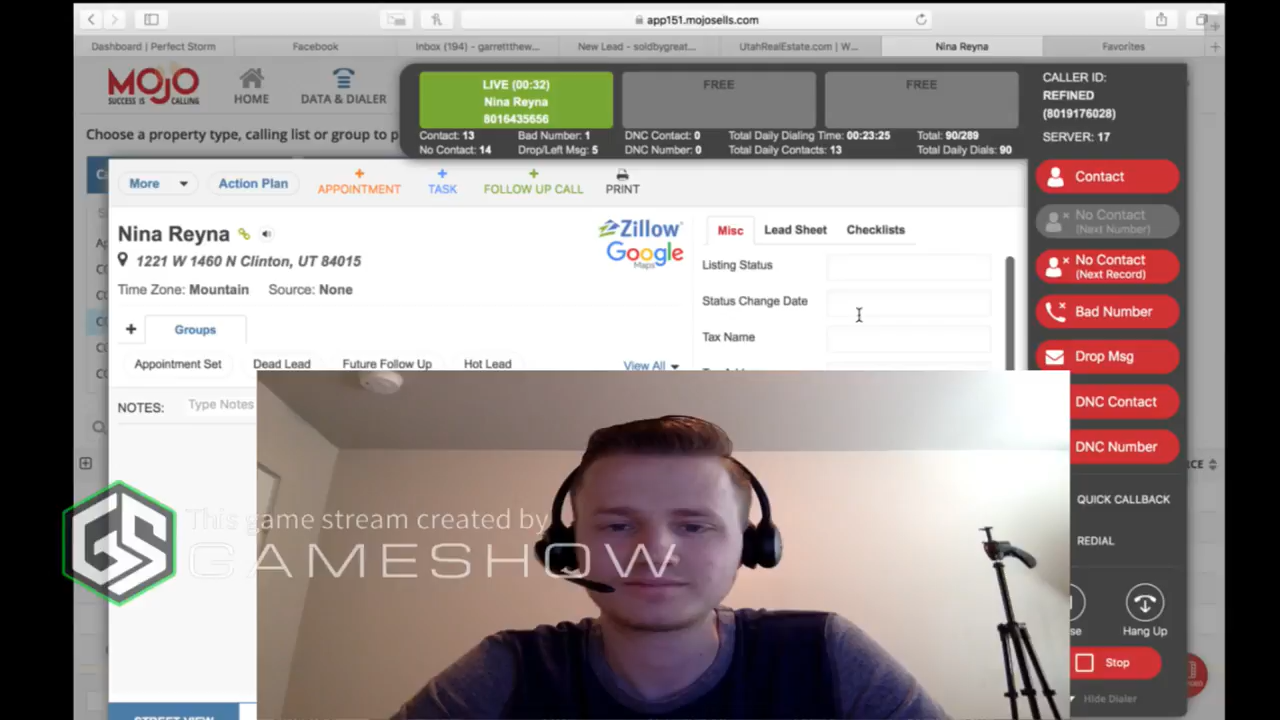 app151.mojosells.com
Dashboard | Perfect Storm
Facebook
Inbox (194) - garrettthew...
New Lead - soldbygreat...
UtahRealEstate.com | W...
Nina Reyna
Favorites
MOJO
SUCCESS IS CALLING
HOME
DATA & DIALER
LIVE (00:32)
Nina Reyna
8016435656
FREE
FREE
CALLER ID:
REFINED
(8019176028)
SERVER: 17
Contact: 13
Bad Number: 1
DNC Contact: 0
Total Daily Dialing Time: 00:23:25
Total: 90/289
No Contact: 14
Drop/Left Msg: 5
DNC Number: 0
Total Daily Contacts: 13
Total Daily Dials: 90
Choose a property type, calling list or group to p
More
Action Plan
APPOINTMENT
TASK
FOLLOW UP CALL
PRINT
Nina Reyna
1221 W 1460 N Clinton, UT 84015
Time Zone: Mountain
Source: None
Zillow
Google
Maps
Misc
Lead Sheet
Checklists
Listing Status
Status Change Date
Tax Name
Groups
Appointment Set
Dead Lead
Future Follow Up
Hot Lead
View All
NOTES:
Type Notes
Contact
No Contact
(Next Number)
No Contact
(Next Record)
Bad Number
Drop Msg
DNC Contact
DNC Number
QUICK CALLBACK
REDIAL
se
Hang Up
Stop
Hide Dialer
GS
This game stream created by
GAMESHOW
STREET VIEW